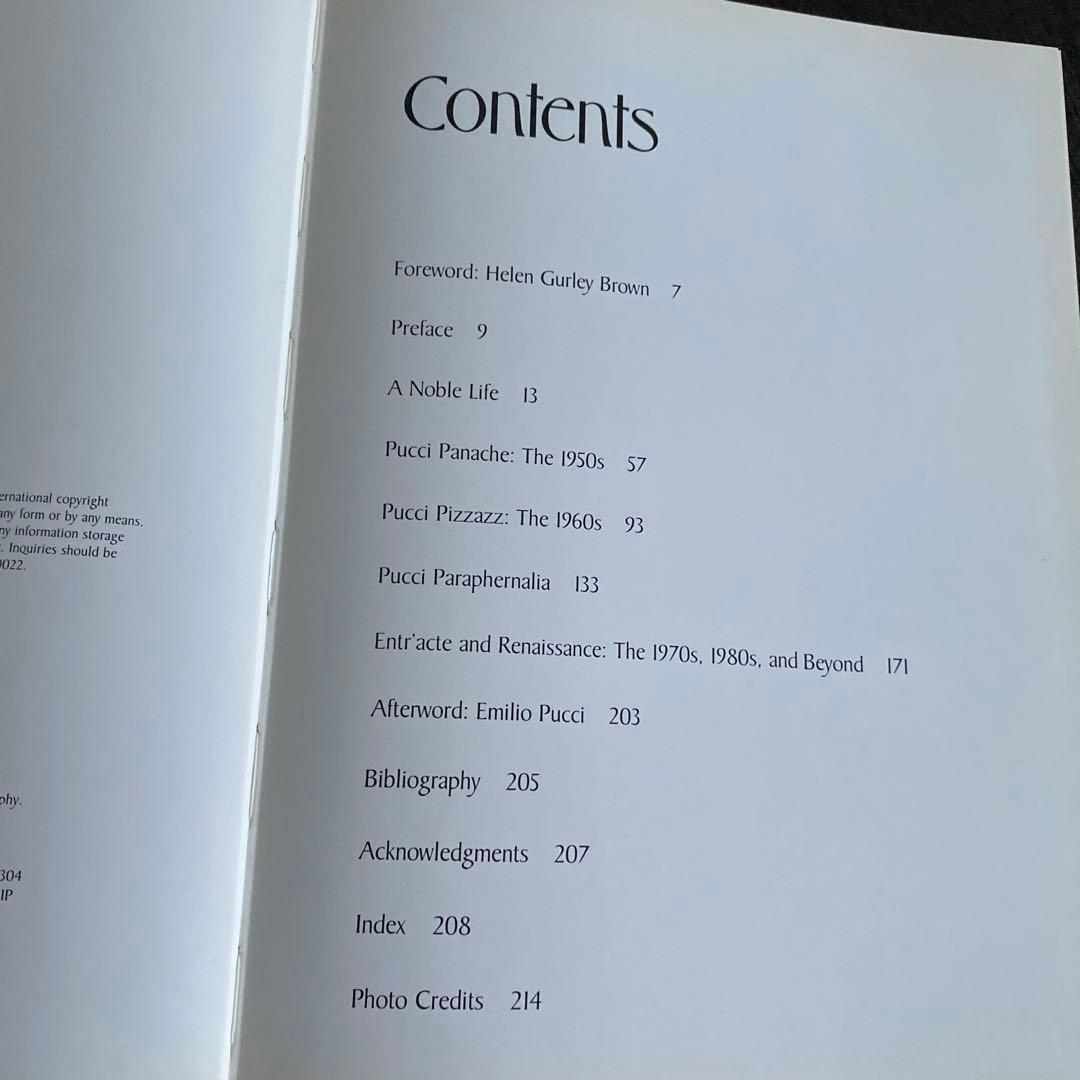 ernational copyright
any form or by any means,
ny information storage
. Inquiries should be
0022.
phy.
304
IP
Contents
Foreword: Helen Gurley Brown 7
Preface 9
A Noble Life 13
Pucci Panache: The 1950s 57
Pucci Pizzazz: The 1960s 93
Pucci Paraphernalia 133
Entr'acte and Renaissance: The 1970s, 1980s, and Beyond 171
Afterword: Emilio Pucci 203
Bibliography 205
Acknowledgments 207
Index 208
Photo Credits 214